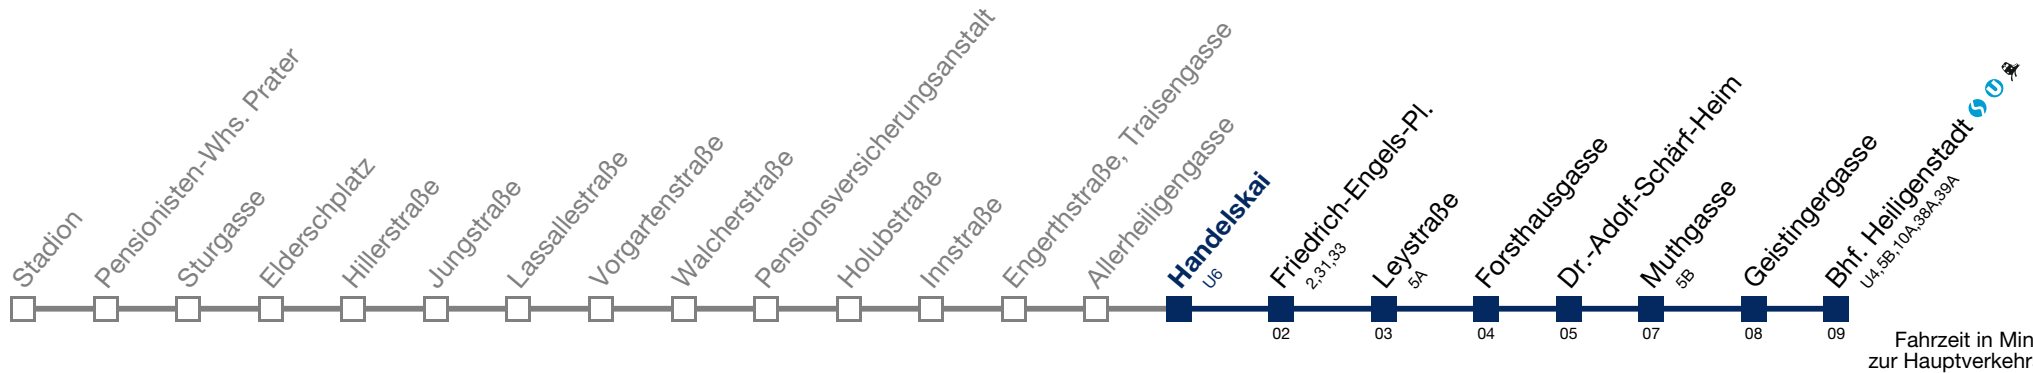 Stadion
Pensionisten-Whs. Prater
Sturgasse
Elderschplatz
Hillerstraße
Jungstraße
Lassallestraße
Vorgartenstraße
Walcherstraße
Pensionsversicherungsanstalt
Holubstraße
Innstraße
Engerthstraße, Traisengasse
Allerheiligengasse
Handelskai
U6
Friedrich-Engels-Pl.
2,31,33
02
Leystraße
5A
03
Forsthausgasse
04
Dr.-Adolf-Schärf-Heim
05
Muthgasse
5B
07
Geistingergasse
08
Bhf. Heiligenstadt S U
U4,5B,10A,38A,39A
09
Fahrzeit in Min
zur Hauptverkehr